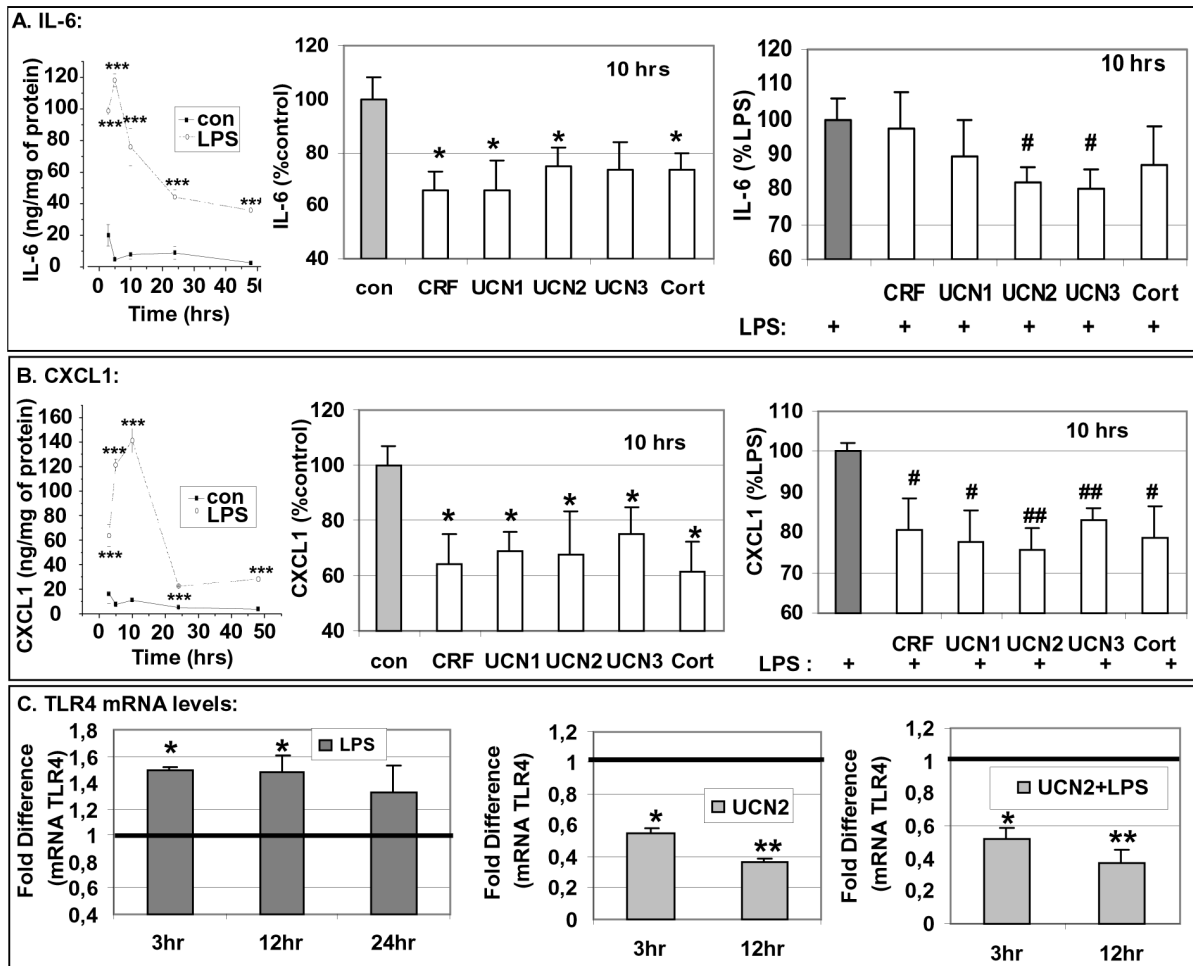 A. IL-6:
IL-6 (ng/mg of protein)
140
120
100
80
60
40
20
0
***
***
***
***
***
con
LPS
0 10 20 30 40 50
Time (hrs)
IL-6 (%control)
120
100
80
60
40
10 hrs
* * * *
con CRF UCN1 UCN2 UCN3 Cort
IL-6 (%LPS)
120
110
100
90
80
70
60
10 hrs
# #
CRF UCN1 UCN2 UCN3 Cort
LPS: + + + + + +
B. CXCL1:
CXCL1 (ng/mg of protein)
160
140
120
100
80
60
40
20
0
***
***
***
***
***
con
LPS
0 10 20 30 40 50
Time (hrs)
CXCL1 (%control)
120
100
80
60
40
10 hrs
* * * * *
con CRF UCN1 UCN2 UCN3 Cort
CXCL1 (%LPS)
110
100
90
80
70
60
10 hrs
# # ## ## #
CRF UCN1 UCN2 UCN3 Cort
LPS : + + + + + +
C. TLR4 mRNA levels:
Fold Difference
(mRNA TLR4)
1,8
1,6
1,4
1,2
1
0,8
0,6
0,4
* *
LPS
3hr 12hr 24hr
Fold Difference
(mRNA TLR4)
1,2
1
0,8
0,6
0,4
0,2
0
* **
UCN2
3hr 12hr
Fold Difference
(mRNA TLR4)
1,2
1
0,8
0,6
0,4
0,2
0
* **
UCN2+LPS
3hr 12hr